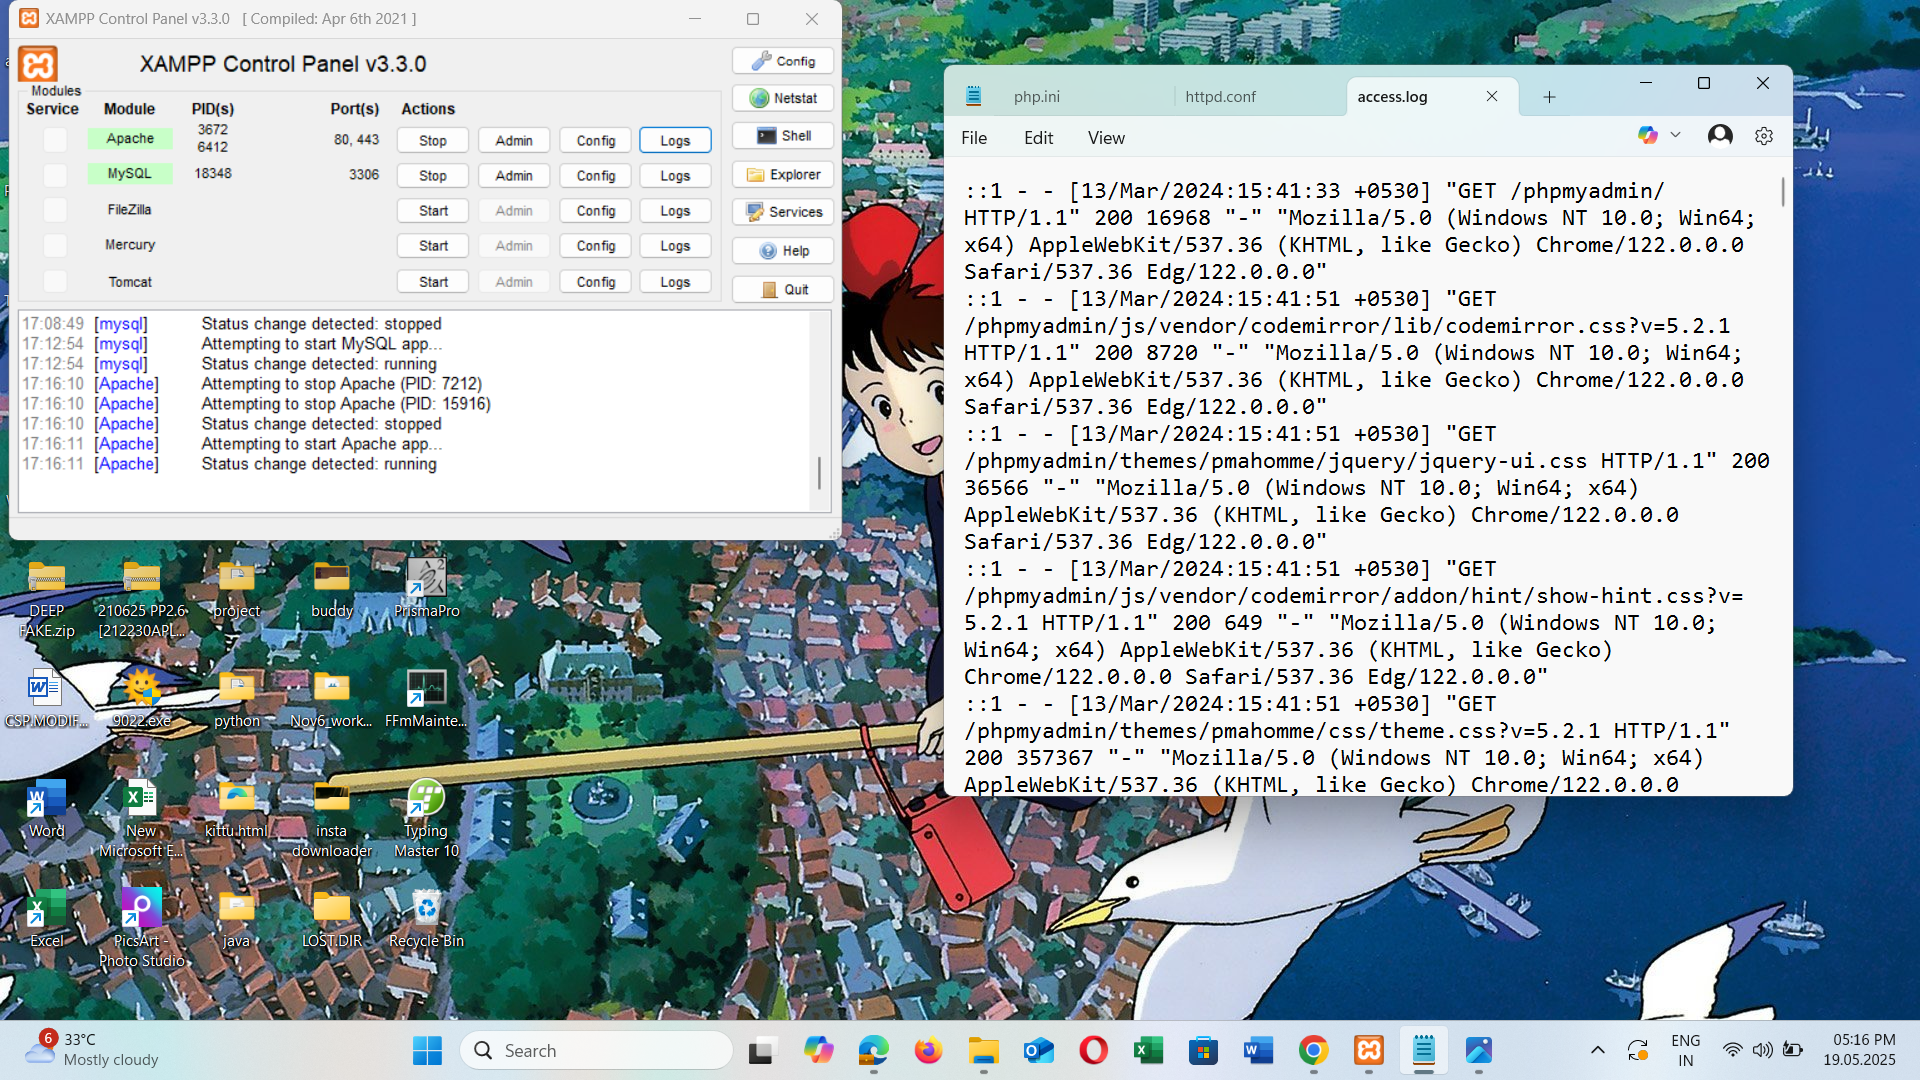 XAMPP Control Panel v3.3.0 [ Compiled: Apr 6th 2021 ]
XAMPP Control Panel v3.3.0
Modules
Service Module PID(s) Port(s) Actions
Apache 3672 6412 80, 443 Stop Admin Config Logs
MySQL 18348 3306 Stop Admin Config Logs
FileZilla Start Admin Config Logs
Mercury Start Admin Config Logs
Tomcat Start Admin Config Logs
Config
Netstat
Shell
Explorer
Services
Help
Quit
17:08:49 [mysql] Status change detected: stopped
17:12:54 [mysql] Attempting to start MySQL app...
17:12:54 [mysql] Status change detected: running
17:16:10 [Apache] Attempting to stop Apache (PID: 7212)
17:16:10 [Apache] Attempting to stop Apache (PID: 15916)
17:16:10 [Apache] Status change detected: stopped
17:16:11 [Apache] Attempting to start Apache app...
17:16:11 [Apache] Status change detected: running
php.ini httpd.conf access.log
File Edit View
::1 - - [13/Mar/2024:15:41:33 +0530] "GET /phpmyadmin/
HTTP/1.1" 200 16968 "-" "Mozilla/5.0 (Windows NT 10.0; Win64;
x64) AppleWebKit/537.36 (KHTML, like Gecko) Chrome/122.0.0.0
Safari/537.36 Edg/122.0.0.0"
::1 - - [13/Mar/2024:15:41:51 +0530] "GET
/phpmyadmin/js/vendor/codemirror/lib/codemirror.css?v=5.2.1
HTTP/1.1" 200 8720 "-" "Mozilla/5.0 (Windows NT 10.0; Win64;
x64) AppleWebKit/537.36 (KHTML, like Gecko) Chrome/122.0.0.0
Safari/537.36 Edg/122.0.0.0"
::1 - - [13/Mar/2024:15:41:51 +0530] "GET
/phpmyadmin/themes/pmahomme/jquery/jquery-ui.css HTTP/1.1" 200
36566 "-" "Mozilla/5.0 (Windows NT 10.0; Win64; x64)
AppleWebKit/537.36 (KHTML, like Gecko) Chrome/122.0.0.0
Safari/537.36 Edg/122.0.0.0"
::1 - - [13/Mar/2024:15:41:51 +0530] "GET
/phpmyadmin/js/vendor/codemirror/addon/hint/show-hint.css?v=
5.2.1 HTTP/1.1" 200 649 "-" "Mozilla/5.0 (Windows NT 10.0;
Win64; x64) AppleWebKit/537.36 (KHTML, like Gecko)
Chrome/122.0.0.0 Safari/537.36 Edg/122.0.0.0"
::1 - - [13/Mar/2024:15:41:51 +0530] "GET
/phpmyadmin/themes/pmahomme/css/theme.css?v=5.2.1 HTTP/1.1"
200 357367 "-" "Mozilla/5.0 (Windows NT 10.0; Win64; x64)
AppleWebKit/537.36 (KHTML, like Gecko) Chrome/122.0.0.0
DEEP FAKE.zip
210625 PP2.6 [212230APL...
project
buddy
PrismaPro
CSP.MODIF...
9022.exe
python
Nov6_work...
FFmMainte...
Word
New Microsoft E...
kittu.html
insta downloader
Typing Master 10
Excel
PicsArt - Photo Studio
java
LOST.DIR
Recycle Bin
6
33°C
Mostly cloudy
Search
ENG
IN
05:16 PM
19.05.2025